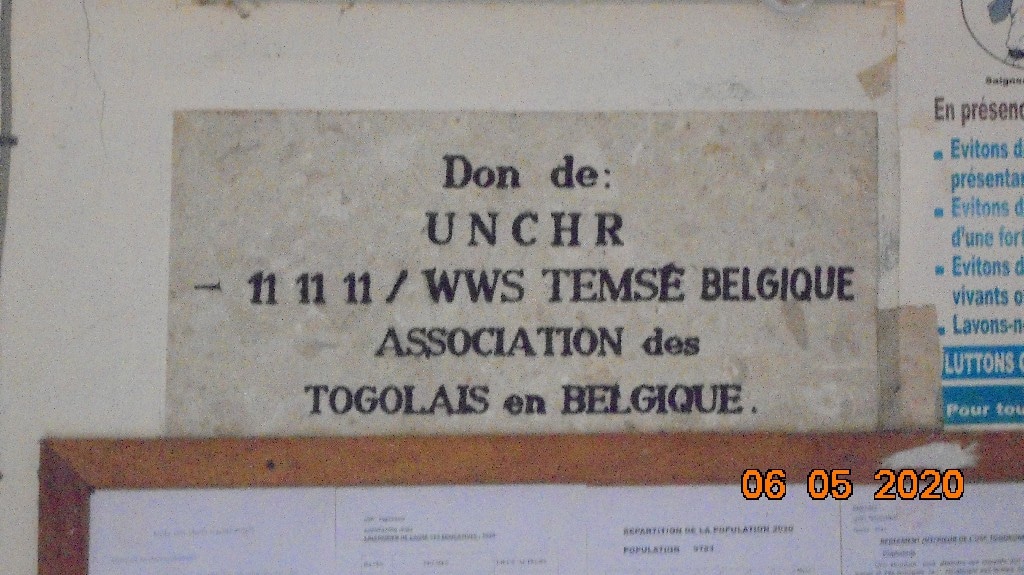 Don de:
UNCHR
- 11 11 11 / WWS TEMSÉ BELGIQUE
ASSOCIATION des
TOGOLAIS en BELGIQUE.
En présenc
Evitons d
présentan
Evitons d
d'une for
Evitons d
vivants o
Lavons-n
LUTTONS C
Pour tou
06 05 2020
REPARTITION DE LA POPULATION 2020
POPULATION